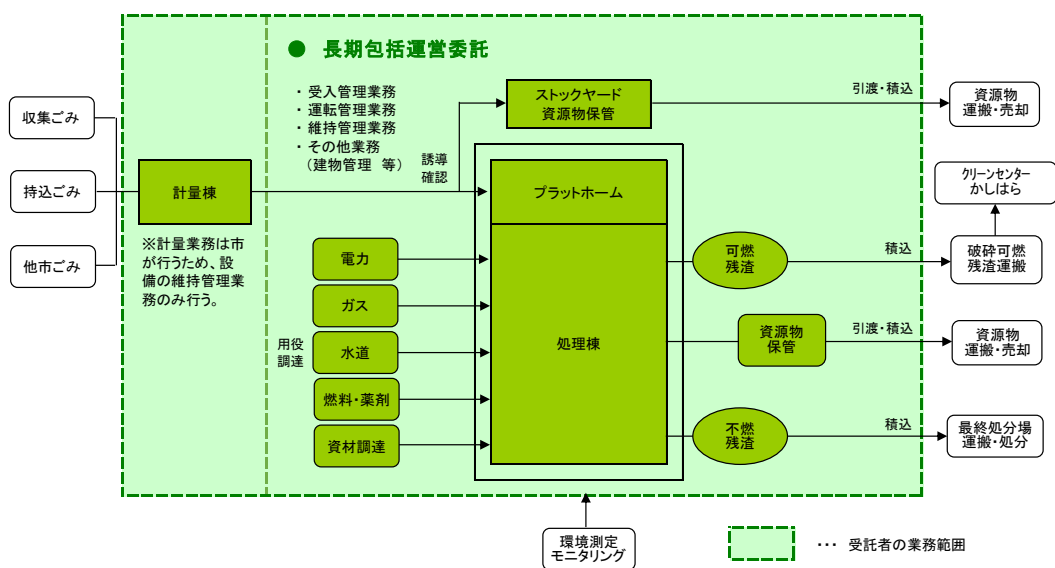 ● 長期包括運営委託
・ 受入管理業務
・ 運転管理業務
・ 維持管理業務
・ その他業務
（建物管理　等）
収集ごみ
持込ごみ
他市ごみ
計量棟
※計量業務は市
が行うため、設
備の維持管理業
務のみ行う。
誘導
確認
ストックヤード
資源物保管
引渡・積込
資源物
運搬・売却
プラットホーム
処理棟
用役
調達
電力
ガス
水道
燃料・薬剤
資材調達
可燃
残渣
積込
破砕可燃
残渣運搬
クリーンセンター
かしはら
資源物
保管
引渡・積込
資源物
運搬・売却
不燃
残渣
積込
最終処分場
運搬・処分
環境測定
モニタリング
･･･ 受託者の業務範囲